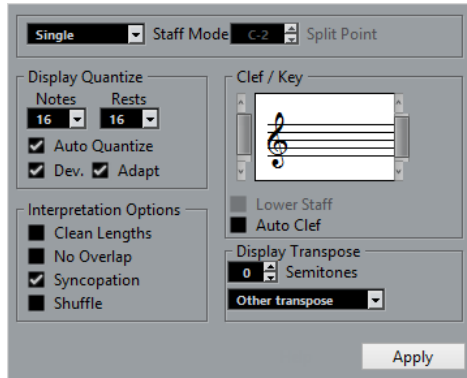 Single Staff Mode C-2 Split Point
Display Quantize
Notes Rests
16 16
Auto Quantize
Dev. Adapt
Interpretation Options
Clean Lengths
No Overlap
Syncopation
Shuffle
Clef / Key
Lower Staff
Auto Clef
Display Transpose
0 Semitones
Other transpose
Apply